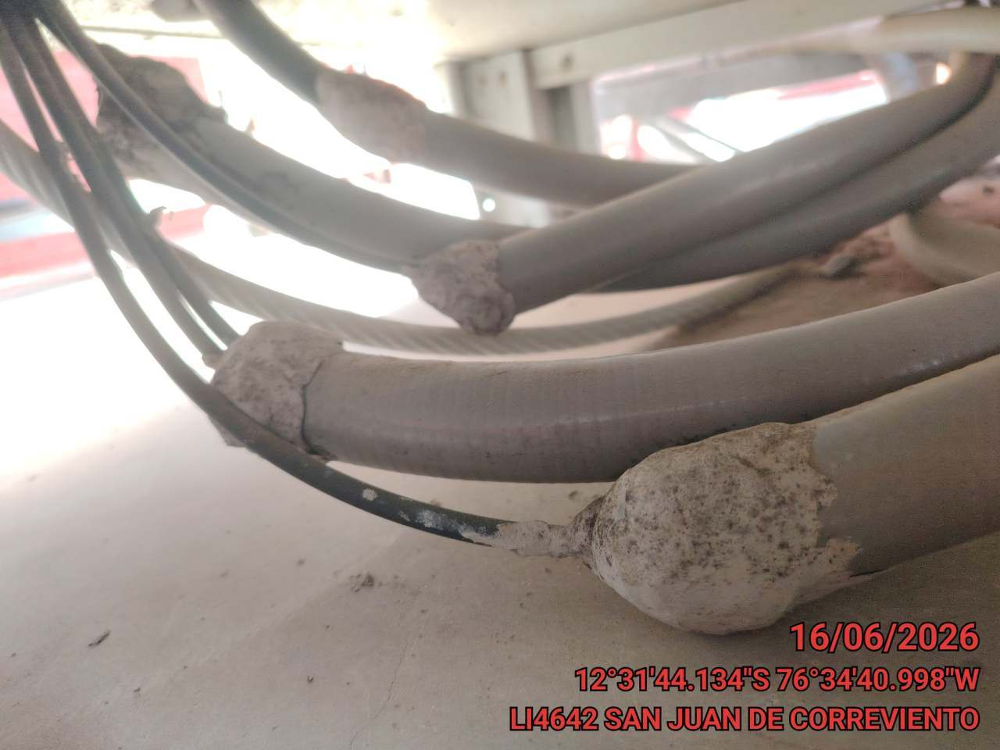 16/06/2026
12°31'44.134"S 76°34'40.998"W
LI4642 SAN JUAN DE CORREVIENTO